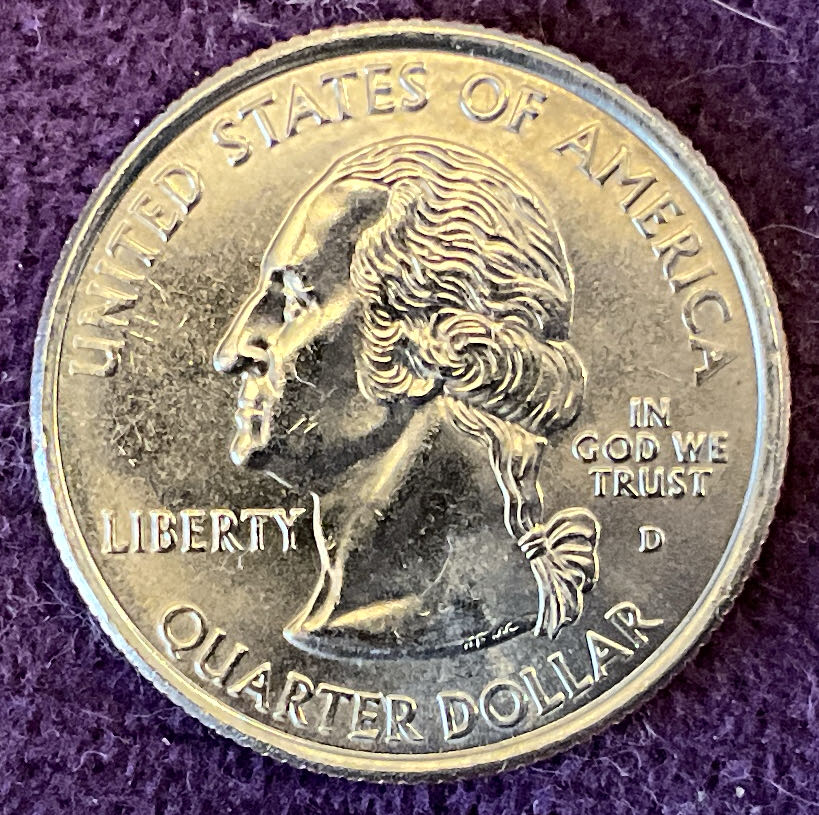 UNITED STATES OF AMERICA
IN
GOD WE
TRUST
LIBERTY
D
QUARTER DOLLAR